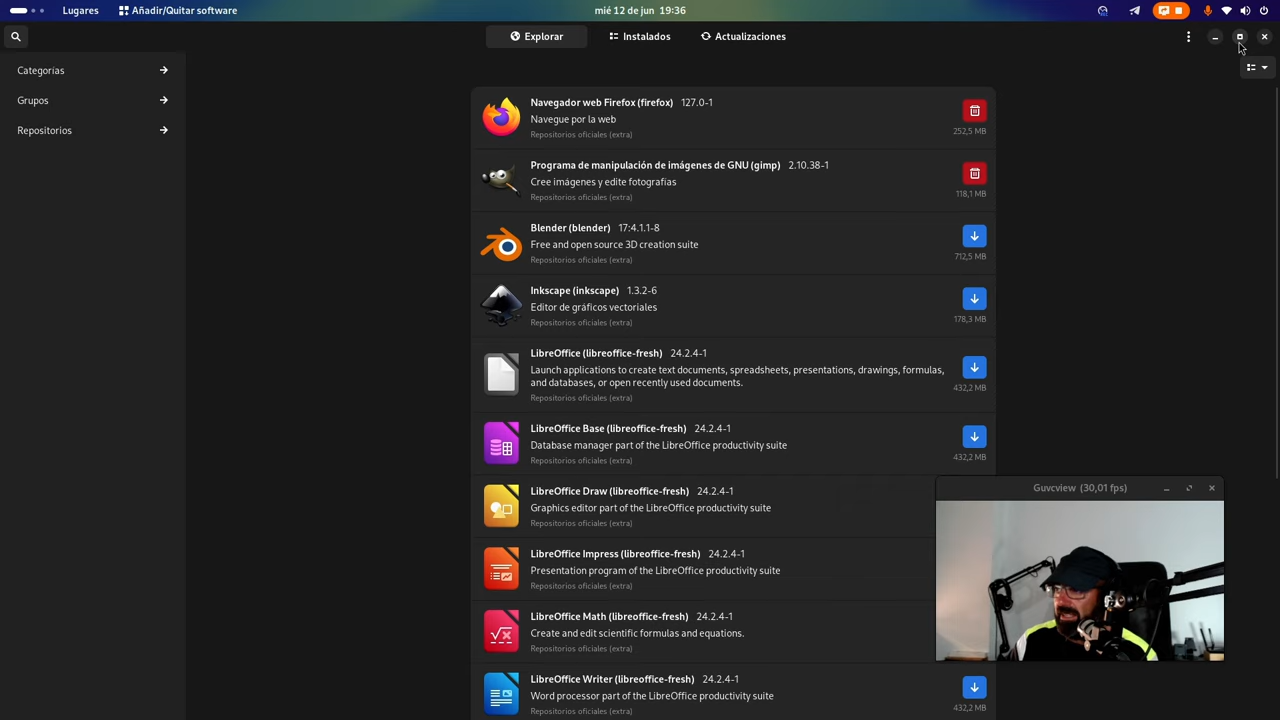 Lugares
Añadir/Quitar software
mié 12 de jun 19:36
Explorar
Instalados
Actualizaciones
Categorías
Grupos
Repositorios
Navegador web Firefox (firefox) 127.0-1
Navegue por la web
Repositorios oficiales (extra)
252,5 MB
Programa de manipulación de imágenes de GNU (gimp) 2.10.38-1
Cree imágenes y edite fotografías
Repositorios oficiales (extra)
118,1 MB
Blender (blender) 17:4.1.1-8
Free and open source 3D creation suite
Repositorios oficiales (extra)
712,5 MB
Inkscape (inkscape) 1.3.2-6
Editor de gráficos vectoriales
Repositorios oficiales (extra)
178,3 MB
LibreOffice (libreoffice-fresh) 24.2.4-1
Launch applications to create text documents, spreadsheets, presentations, drawings, formulas,
and databases, or open recently used documents.
Repositorios oficiales (extra)
432,2 MB
LibreOffice Base (libreoffice-fresh) 24.2.4-1
Database manager part of the LibreOffice productivity suite
Repositorios oficiales (extra)
432,2 MB
LibreOffice Draw (libreoffice-fresh) 24.2.4-1
Graphics editor part of the LibreOffice productivity suite
Repositorios oficiales (extra)
LibreOffice Impress (libreoffice-fresh) 24.2.4-1
Presentation program of the LibreOffice productivity suite
Repositorios oficiales (extra)
LibreOffice Math (libreoffice-fresh) 24.2.4-1
Create and edit scientific formulas and equations.
Repositorios oficiales (extra)
LibreOffice Writer (libreoffice-fresh) 24.2.4-1
Word processor part of the LibreOffice productivity suite
Repositorios oficiales (extra)
432,2 MB
Guvcview (30,01 fps)